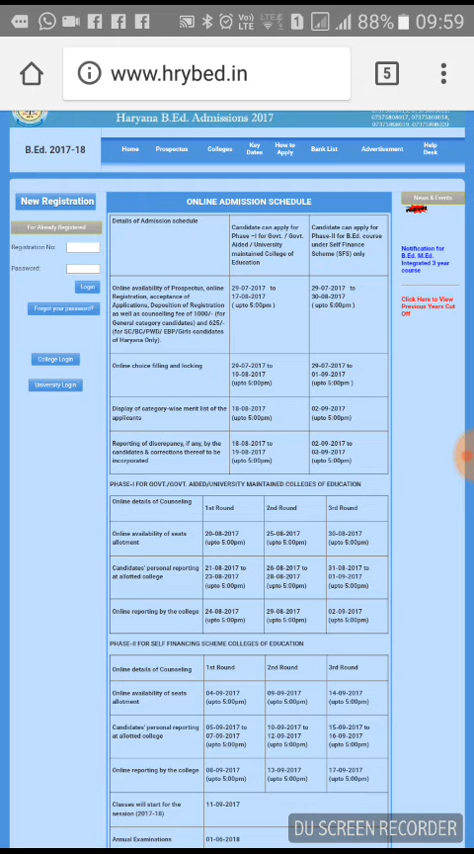 88% 09:59
www.hrybed.in
5
Haryana B.Ed. Admissions 2017
B.Ed. 2017-18
Home
Prospectus
Colleges
Key
Dates
How to
Apply
Bank List
Advertisement
Help
Desk
New Registration
For Already Registered
Registration No:
Password:
Login
Forgot your password?
College Login
University Login
ONLINE ADMISSION SCHEDULE
Details of Admission schedule
Candidate can apply for
Phase -I for Govt. / Govt.
Aided / University
maintained College of
Education
Candidate can apply for
Phase-II for B.Ed. course
under Self Finance
Scheme (SFS) only
Online availability of Prospectus, online
Registration, acceptance of
Applications, Deposition of Registration
as well as counselling fee of 1000/- (for
General category candidates) and 625/-
(for SC/BC/PWD/ EBP/Girls candidates
of Haryana Only).
29-07-2017 to
17-08-2017
( upto 5:00pm)
29-07-2017 to
30-08-2017
( upto 5:00pm)
Online choice filling and locking
29-07-2017 to
19-08-2017
(upto 5:00pm)
29-07-2017 to
01-09-2017
(upto 5:00pm )
Display of category-wise merit list of the
applicants
18-08-2017
(upto 5:00pm)
02-09-2017
(upto 5:00pm)
Reporting of discrepancy, if any, by the
candidates & corrections thereof to be
incorporated
18-08-2017 to
19-08-2017
(upto 5:00pm)
02-09-2017 to
03-09-2017
(upto 5:00pm)
PHASE-I FOR GOVT./GOVT. AIDED/UNIVERSITY MAINTAINED COLLEGES OF EDUCATION
Online details of Counseling
1st Round
2nd Round
3rd Round
Online availability of seats
allotment
20-08-2017
(upto 5:00pm)
25-08-2017
(upto 5:00pm)
30-08-2017
(upto 5:00pm)
Candidates' personal reporting
at allotted college
21-08-2017 to
23-08-2017
(upto 5:00pm)
26-08-2017 to
28-08-2017
(upto 5:00pm)
31-08-2017 to
01-09-2017
(upto 5:00pm)
Online reporting by the college
24-08-2017
(upto 5:00pm)
29-08-2017
(upto 5:00pm)
02-09-2017
(upto 5:00pm)
PHASE-II FOR SELF FINANCING SCHEME COLLEGES OF EDUCATION
Online details of Counseling
1st Round
2nd Round
3rd Round
Online availability of seats
allotment
04-09-2017
(upto 5:00pm)
09-09-2017
(upto 5:00pm)
14-09-2017
(upto 5:00pm)
Candidates' personal reporting
at allotted college
05-09-2017 to
07-09-2017
(upto 5:00pm)
10-09-2017 to
12-09-2017
(upto 5:00pm)
15-09-2017 to
16-09-2017
(upto 5:00pm)
Online reporting by the college
08-09-2017
(upto 5:00pm)
13-09-2017
(upto 5:00pm)
17-09-2017
(upto 5:00pm)
Classes will start for the
session (2017-18)
11-09-2017
Annual Examinations
01-06-2018
News & Events
Notification for
B.Ed. M.Ed.
Integrated 3 year
course
Click Here to View
Previous Years Cut
Off
DU SCREEN RECORDER